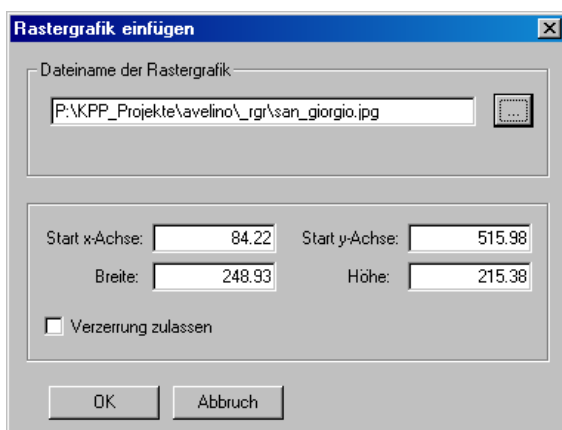 Rastergrafik einfügen
Dateiname der Rastergrafik
P:\KPP_Projekte\avelino\_rgr\san_giorgio.jpg
...
Start x-Achse: 84.22 Start y-Achse: 515.98
Breite: 248.93 Höhe: 215.38
Verzerrung zulassen
OK Abbruch